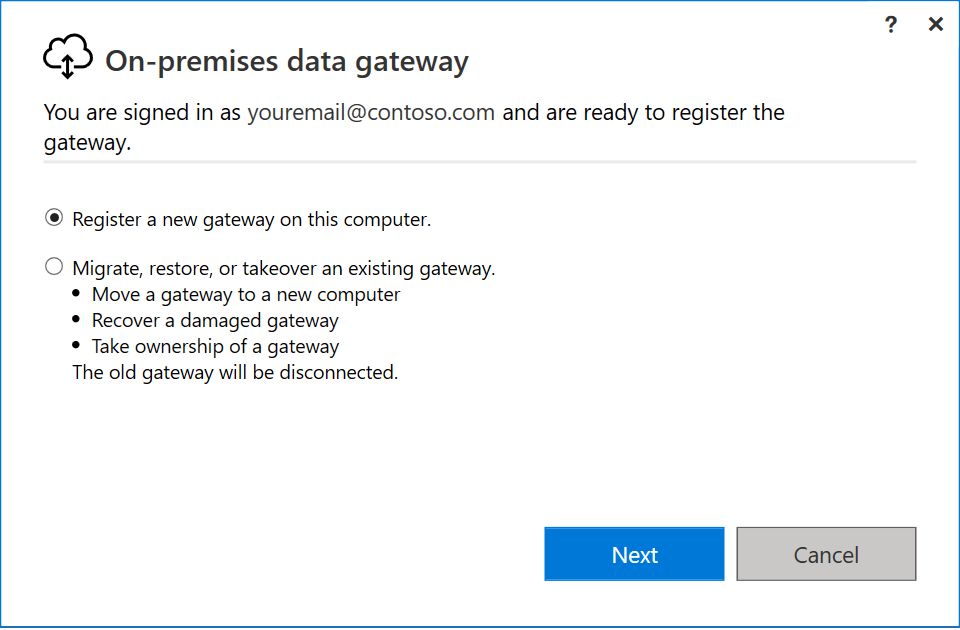 ?
On-premises data gateway
You are signed in as youremail@contoso.com and are ready to register the
gateway.
Register a new gateway on this computer.
Migrate, restore, or takeover an existing gateway.
• Move a gateway to a new computer
• Recover a damaged gateway
• Take ownership of a gateway
The old gateway will be disconnected.
Next
Cancel